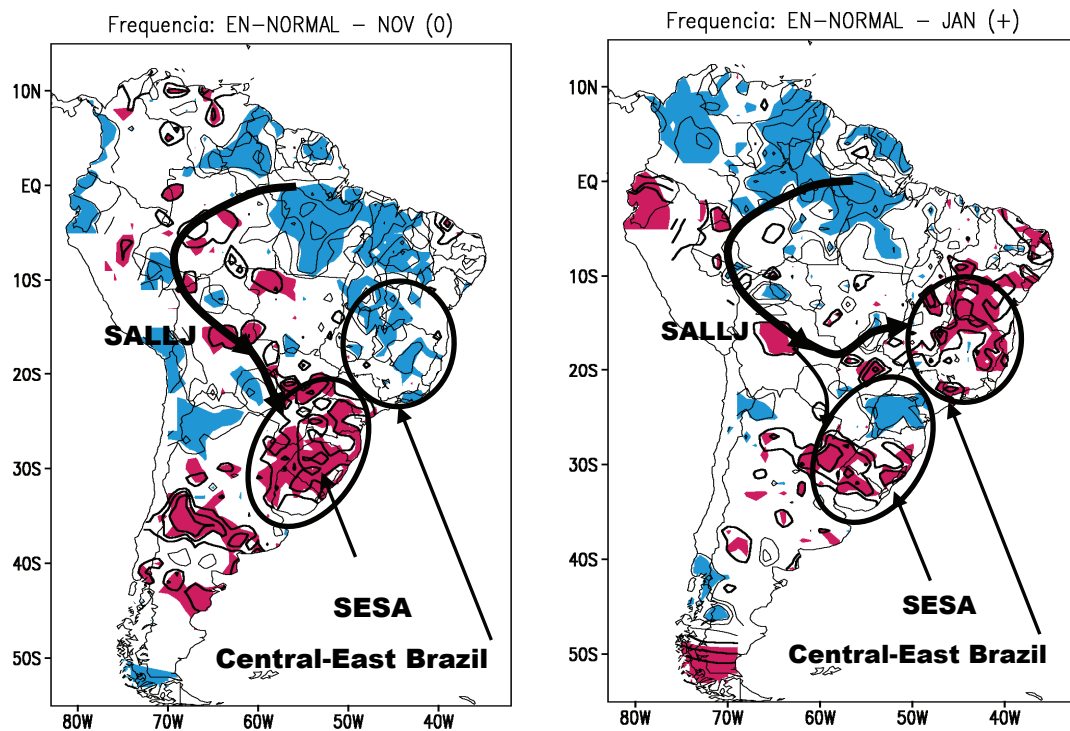 Frequencia: EN-NORMAL - NOV (0)
10N
EQ
10S
20S
30S
40S
50S
80W
70W
60W
50W
40W
SALLJ
SESA
Central-East Brazil
Frequencia: EN-NORMAL - JAN (+)
10N
EQ
10S
20S
30S
40S
50S
80W
70W
60W
50W
40W
SALLJ
SESA
Central-East Brazil